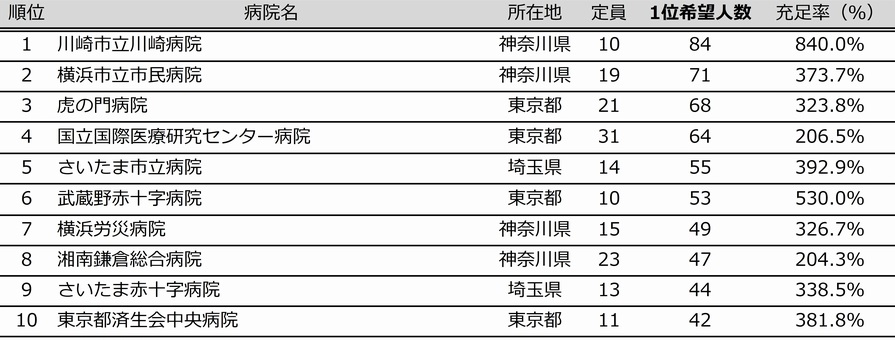 順位 病院名 所在地 定員 1位希望人数 充足率（%）
1 川崎市立川崎病院 神奈川県 10 84 840.0%
2 横浜市立市民病院 神奈川県 19 71 373.7%
3 虎の門病院 東京都 21 68 323.8%
4 国立国際医療研究センター病院 東京都 31 64 206.5%
5 さいたま市立病院 埼玉県 14 55 392.9%
6 武蔵野赤十字病院 東京都 10 53 530.0%
7 横浜労災病院 神奈川県 15 49 326.7%
8 湘南鎌倉総合病院 神奈川県 23 47 204.3%
9 さいたま赤十字病院 埼玉県 13 44 338.5%
10 東京都済生会中央病院 東京都 11 42 381.8%